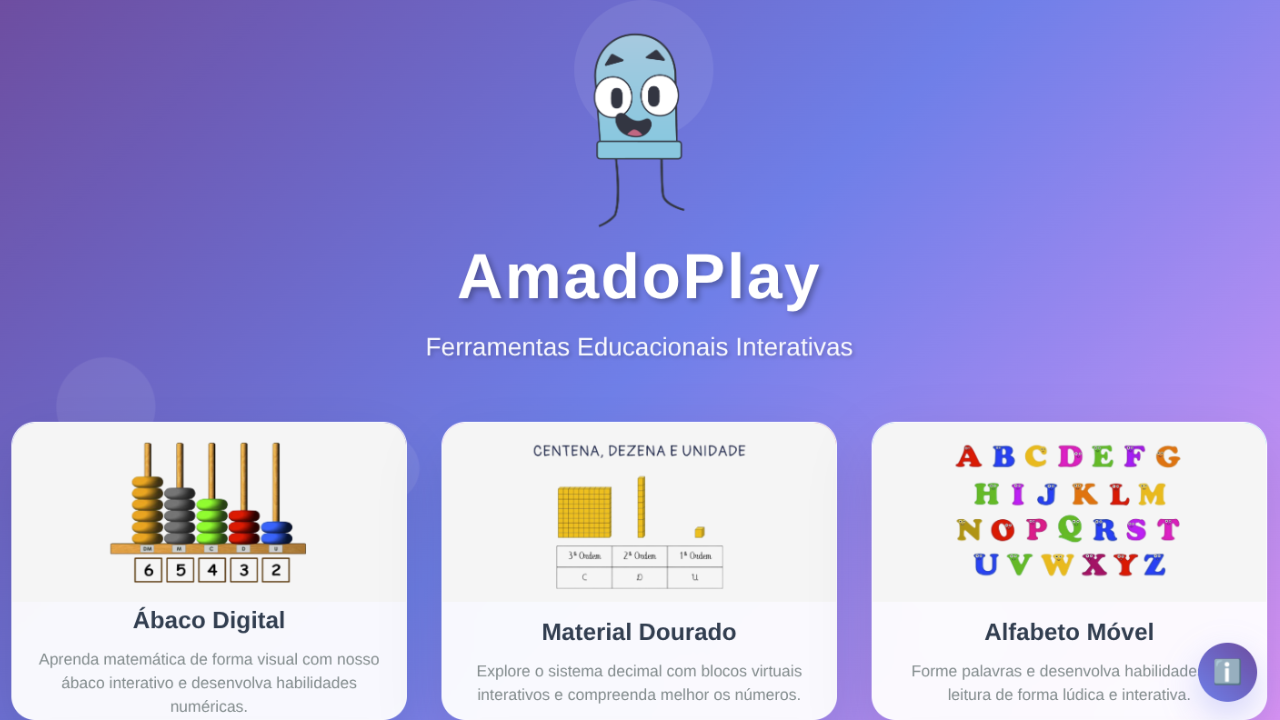 AmadoPlay
Ferramentas Educacionais Interativas
DM M C D U
6 5 4 3 2
Ábaco Digital
Aprenda matemática de forma visual com nosso
ábaco interativo e desenvolva habilidades
numéricas.
CENTENA, DEZENA E UNIDADE
3ª Ordem 2ª Ordem 1ª Ordem
C D U
Material Dourado
Explore o sistema decimal com blocos virtuais
interativos e compreenda melhor os números.
A B C D E F G
H I J K L M
N O P Q R S T
U V W X Y Z
Alfabeto Móvel
Forme palavras e desenvolva habilidade
leitura de forma lúdica e interativa.
i